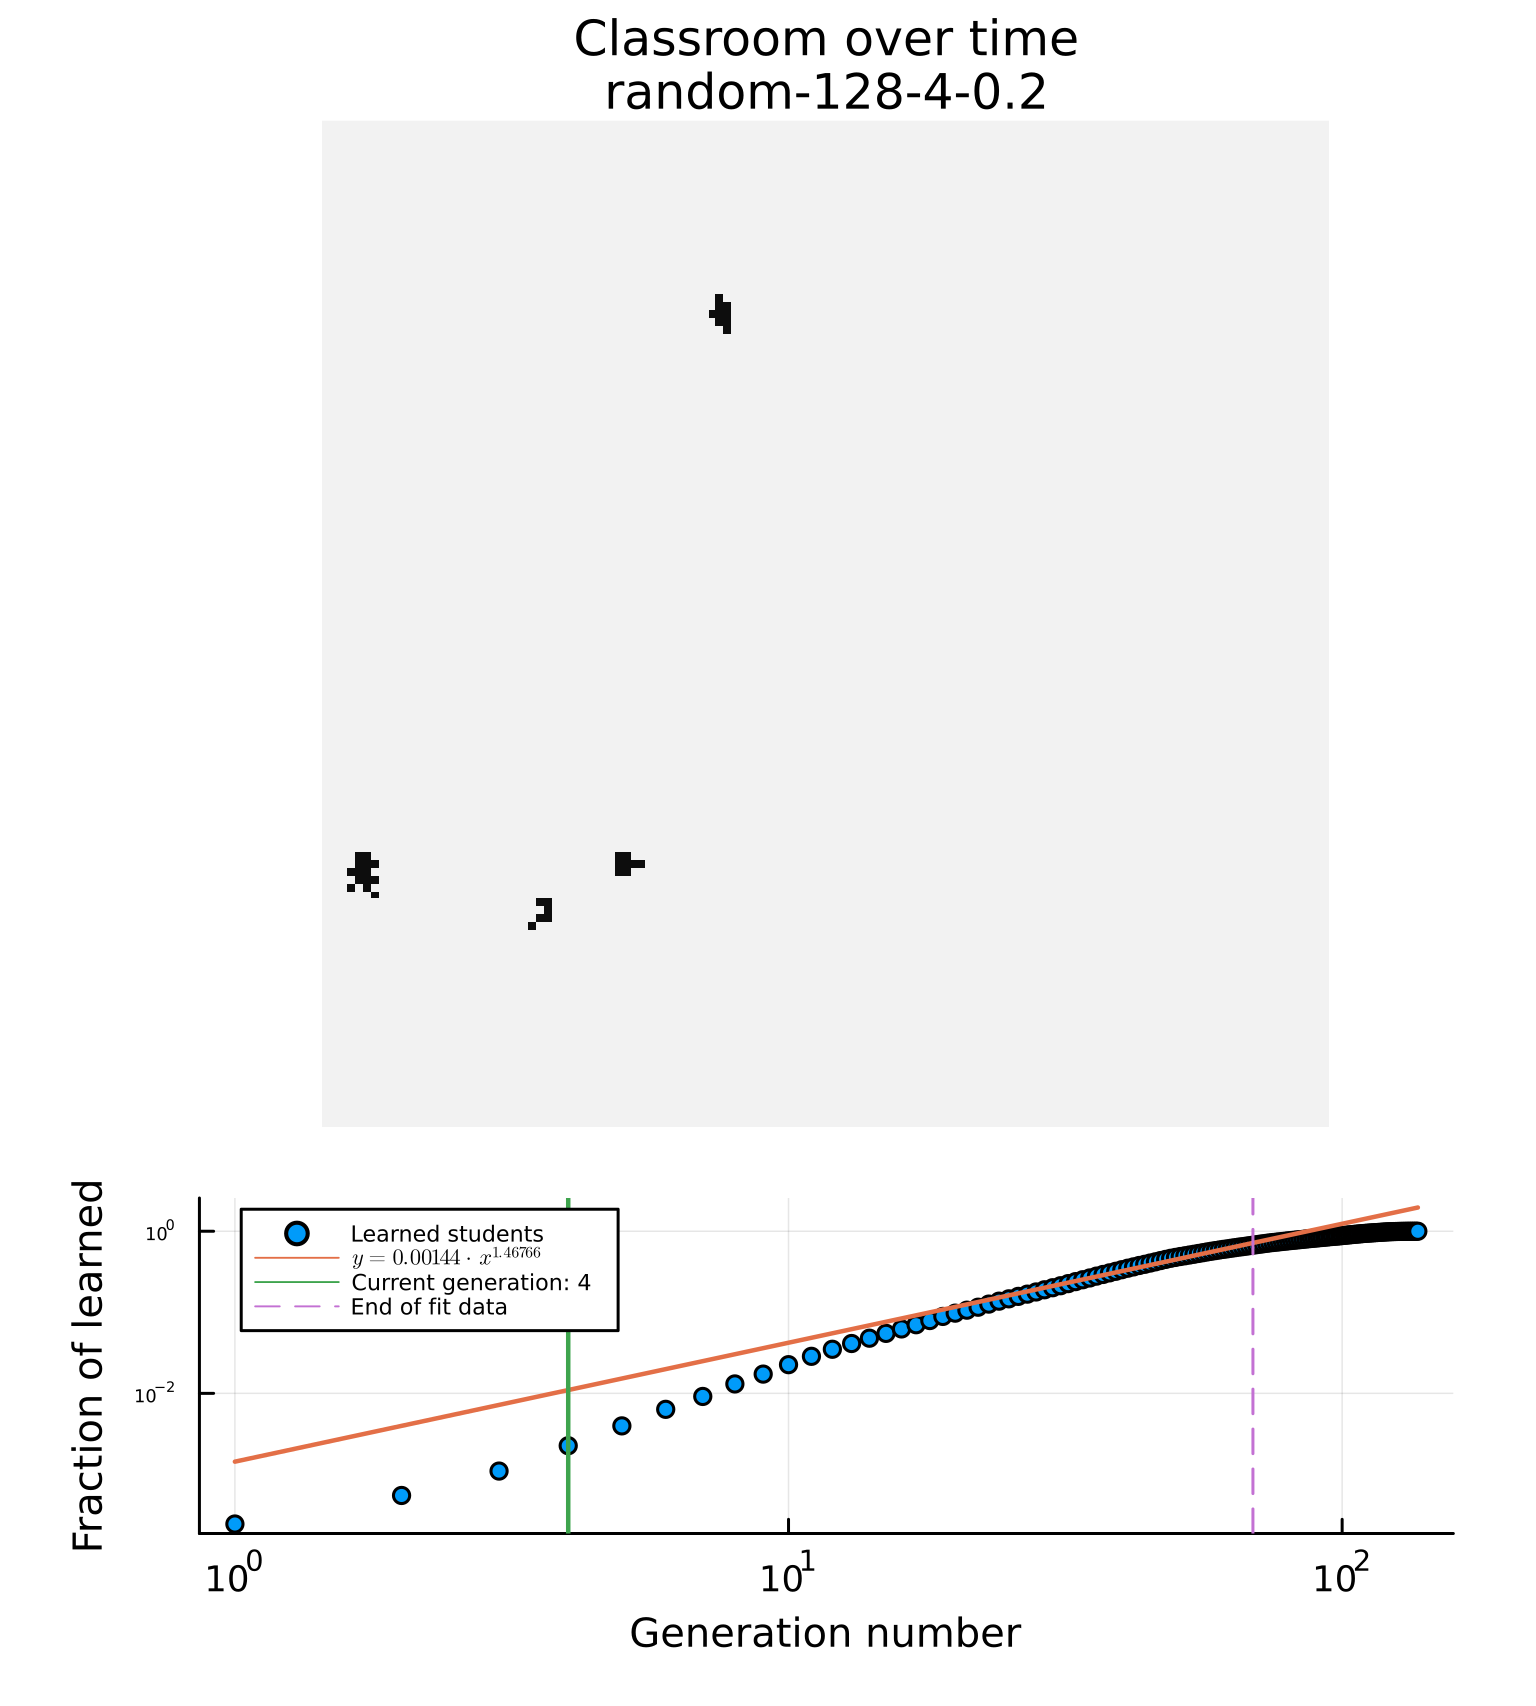 Classroom over time
random-128-4-0.2
10⁰
10⁻²
Fraction of learned
Learned students
y = 0.00144 · x^1.46766
Current generation: 4
End of fit data
10⁰ 10¹ 10²
Generation number